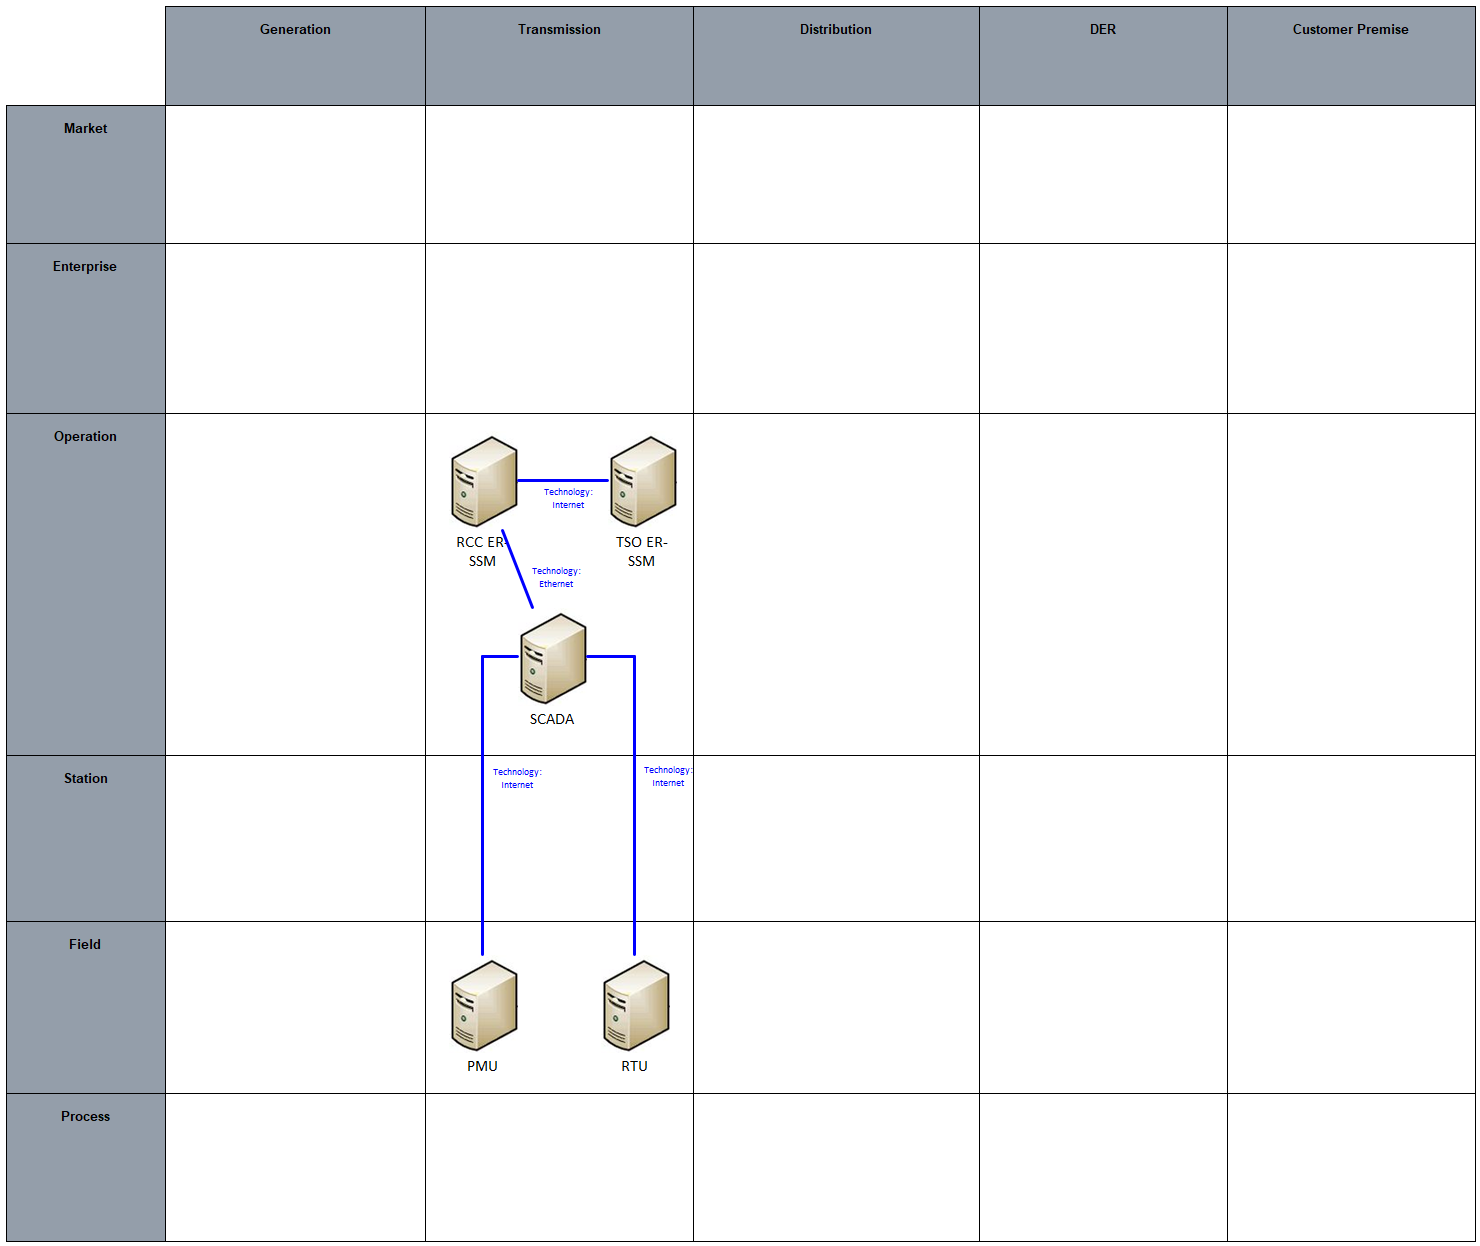 Generation
Transmission
Distribution
DER
Customer Premise
Market
Enterprise
Operation
Technology:
Internet
RCC ER-
SSM
TSO ER-
SSM
Technology:
Ethernet
SCADA
Station
Technology:
Internet
Technology:
Internet
Field
PMU
RTU
Process